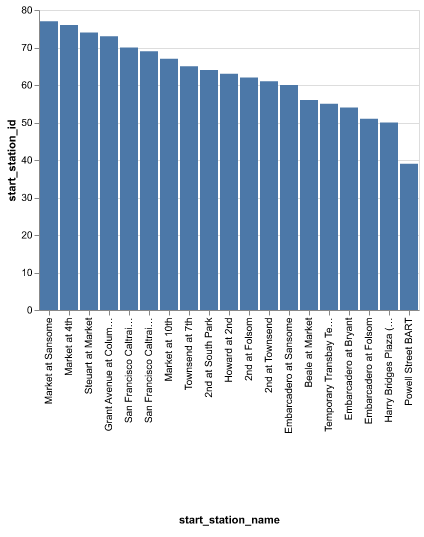 start_station_id
80
70
60
50
40
30
20
10
0
Market at Sansome
Market at 4th
Steuart at Market
Grant Avenue at Colum…
San Francisco Caltrai…
San Francisco Caltrai…
Market at 10th
Townsend at 7th
2nd at South Park
Howard at 2nd
2nd at Folsom
2nd at Townsend
Embarcadero at Sansome
Beale at Market
Temporary Transbay Te…
Embarcadero at Bryant
Embarcadero at Folsom
Harry Bridges Plaza (…
Powell Street BART
start_station_name